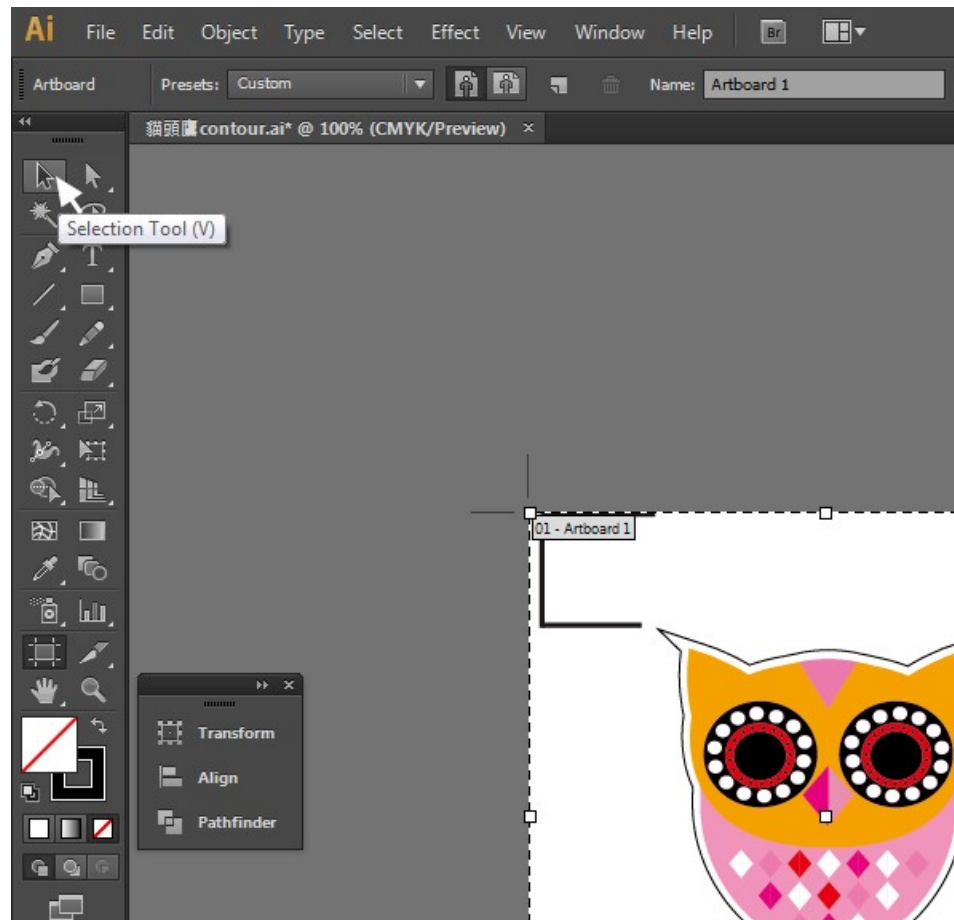 Ai File Edit Object Type Select Effect View Window Help Br
Artboard Presets: Custom Name: Artboard 1
貓頭鷹contour.ai* @ 100% (CMYK/Preview) ×
Selection Tool (V)
T
01 - Artboard 1
Transform
Align
Pathfinder